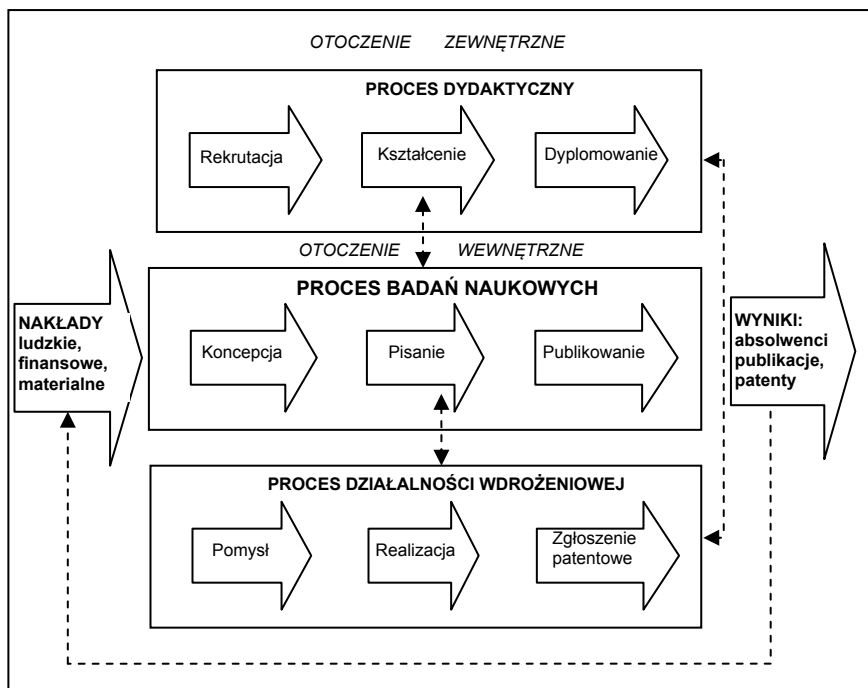 OTOCZENIE ZEWNĘTRZNE
PROCES DYDAKTYCZNY
Rekrutacja
Kształcenie
Dyplomowanie
OTOCZENIE WEWNĘTRZNE
PROCES BADAŃ NAUKOWYCH
NAKŁADY
ludzkie,
finansowe,
materialne
Koncepcja
Pisanie
Publikowanie
WYNIKI:
absolwenci
publikacje,
patenty
PROCES DZIAŁALNOŚCI WDROŻENIOWEJ
Pomysł
Realizacja
Zgłoszenie
patentowe